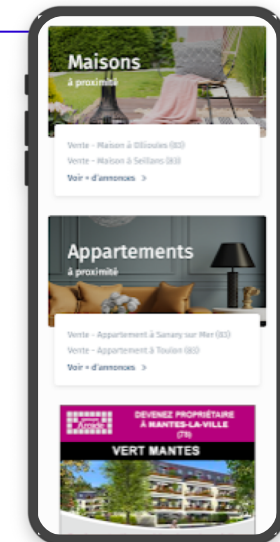 Maisons
à proximité
Vente - Maison à Ollioules (83)
Vente - Maison à Seillans (83)
Voir + d'annonces >
Appartements
à proximité
Vente - Appartement à Sanary sur Mer (83)
Vente - Appartement à Toulon (83)
Voir + d'annonces >
Arcade
DEVENEZ PROPRIÉTAIRE
À MANTES-LA-VILLE
(78)
VERT MANTES